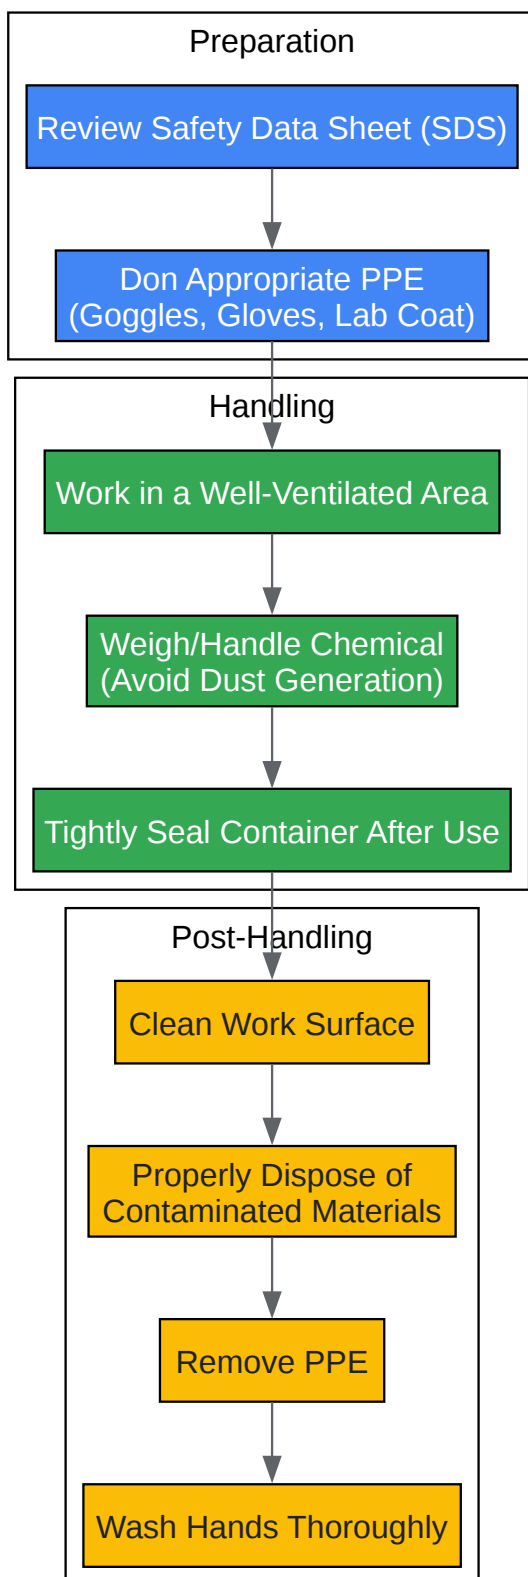 Preparation
Review Safety Data Sheet (SDS)
Don Appropriate PPE
(Goggles, Gloves, Lab Coat)
Handling
Work in a Well-Ventilated Area
Weigh/Handle Chemical
(Avoid Dust Generation)
Tightly Seal Container After Use
Post-Handling
Clean Work Surface
Properly Dispose of
Contaminated Materials
Remove PPE
Wash Hands Thoroughly